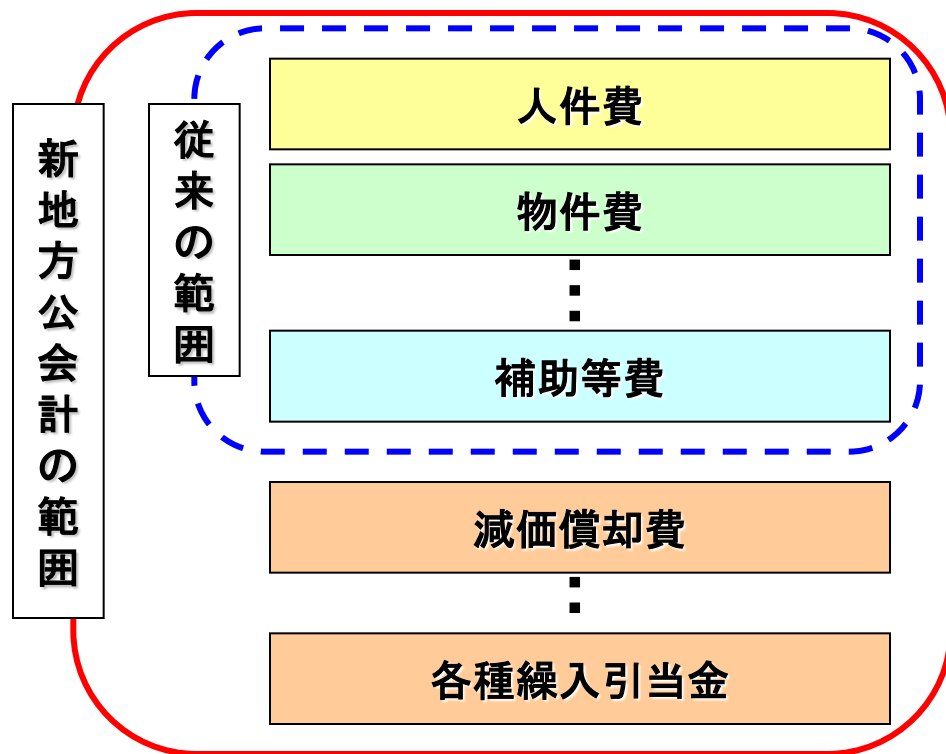 新地方公会計の範囲
従来の範囲
人件費
物件費
補助等費
減価償却費
各種繰入引当金